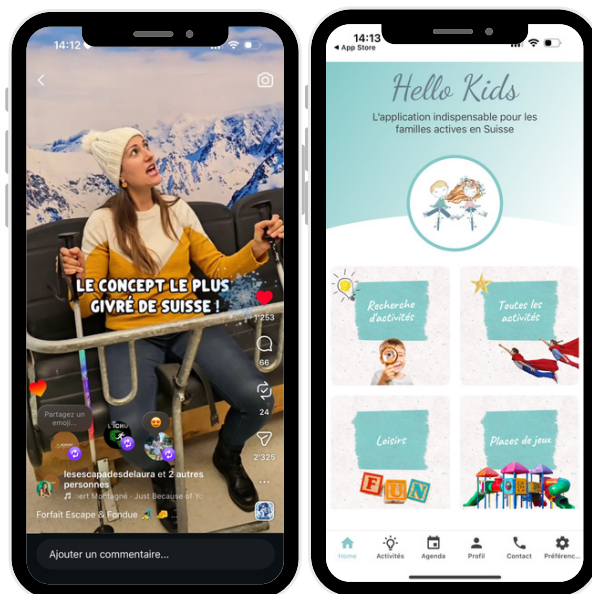 14:12
LE CONCEPT LE PLUS
GIVRÉ DE SUISSE !
1'253
66
24
2'325
Partagez un
emoji...
lesescapadesdelaura et 2 autres
personnes
Montagné · Just Because of
Forfait Escape & Fondue
Ajouter un commentaire...
14:13
App Store
Hello Kids
L'application indispensable pour les
familles actives en Suisse
Recherche
d'activités
Toutes les
activités
Loisirs
FUN
Places de jeux
Home
Activités
Agenda
Profil
Contact
Préférenc...